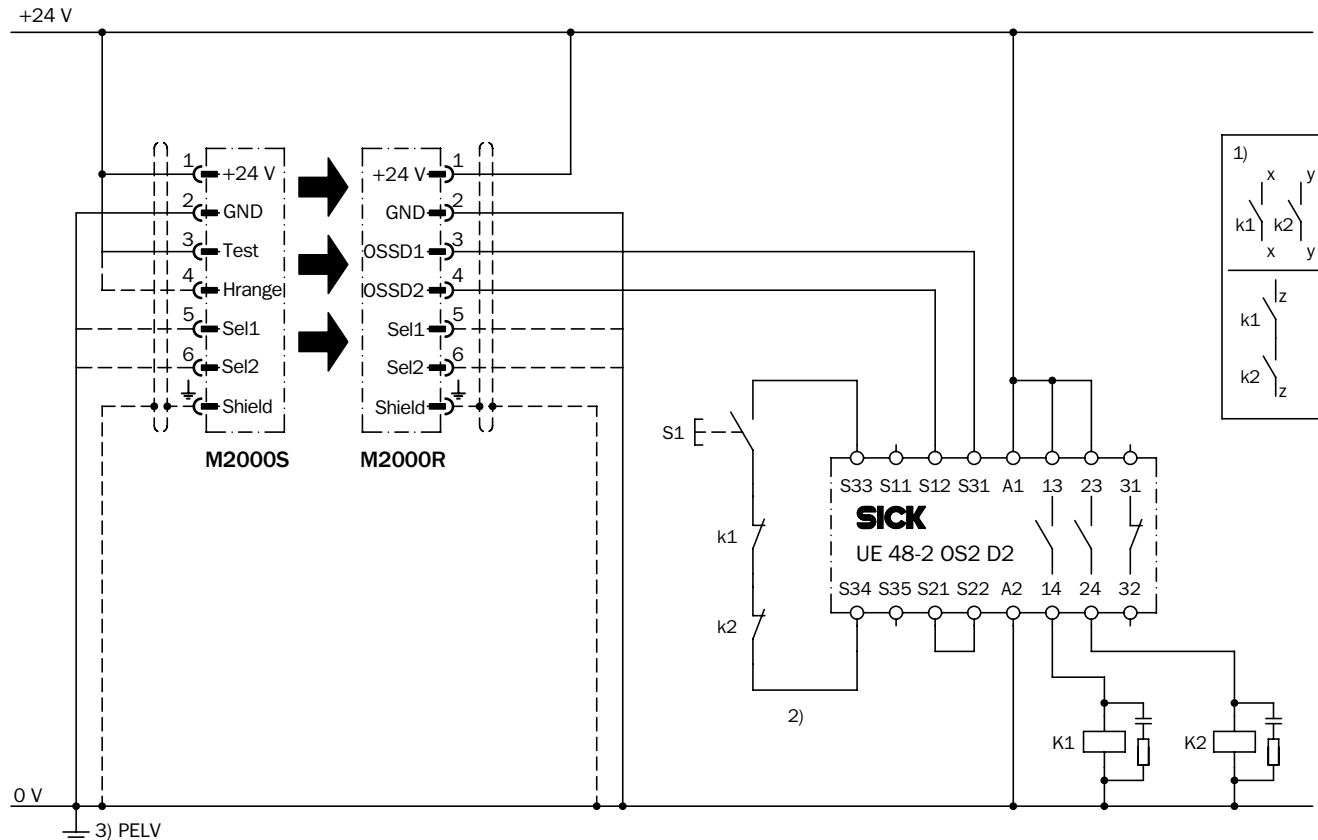 +24 V
1 +24 V
2 GND
3 Test
4 Hrange
5 Sel1
6 Sel2
Shield
M2000S
+24 V 1
GND 2
OSSD1 3
OSSD2 4
Sel1 5
Sel2 6
Shield
M2000R
S1
k1
k2
2)
S33 S11 S12 S31 A1 13 23 31
SICK
UE 48-2 OS2 D2
S34 S35 S21 S22 A2 14 24 32
K1
K2
1)
x y
k1 k2
x y
z
k1
k2
z
0 V
3) PELV